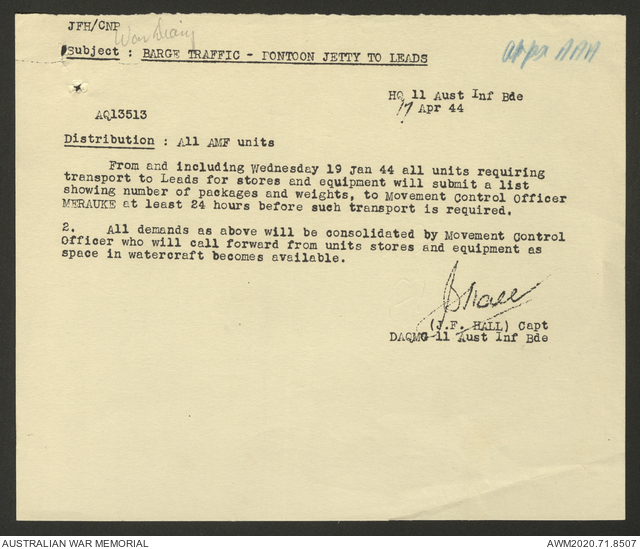 JFH/CNP
War Diary
Subject : BARGE TRAFFIC - PONTOON JETTY TO LEADS
HQ 11 Aust Inf Bde
17 Apr 44
AQ13513
Distribution : All AMF units
From and including Wednesday 19 Jan 44 all units requiring
transport to Leads for stores and equipment will submit a list
showing number of packages and weights, to Movement Control Officer
MERAUKE at least 24 hours before such transport is required.
2. All demands as above will be consolidated by Movement Control
Officer who will call forward from units stores and equipment as
space in watercraft becomes available.
(J.F. HALL) Capt
DAQMG 11 Aust Inf Bde
AUSTRALIAN WAR MEMORIAL
AWM2020.71.8507